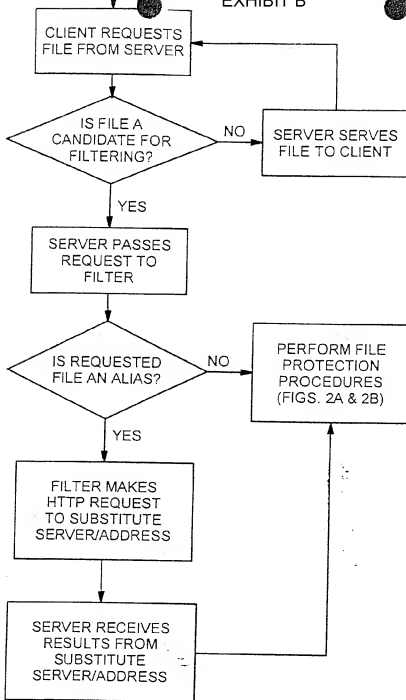 EXHIBIT B
CLIENT REQUESTS
FILE FROM SERVER
IS FILE A
CANDIDATE FOR
FILTERING?
NO
SERVER SERVES
FILE TO CLIENT
YES
SERVER PASSES
REQUEST TO
FILTER
IS REQUESTED
FILE AN ALIAS?
NO
PERFORM FILE
PROTECTION
PROCEDURES
(FIGS. 2A & 2B)
YES
FILTER MAKES
HTTP REQUEST
TO SUBSTITUTE
SERVER/ADDRESS
SERVER RECEIVES
RESULTS FROM
SUBSTITUTE
SERVER/ADDRESS